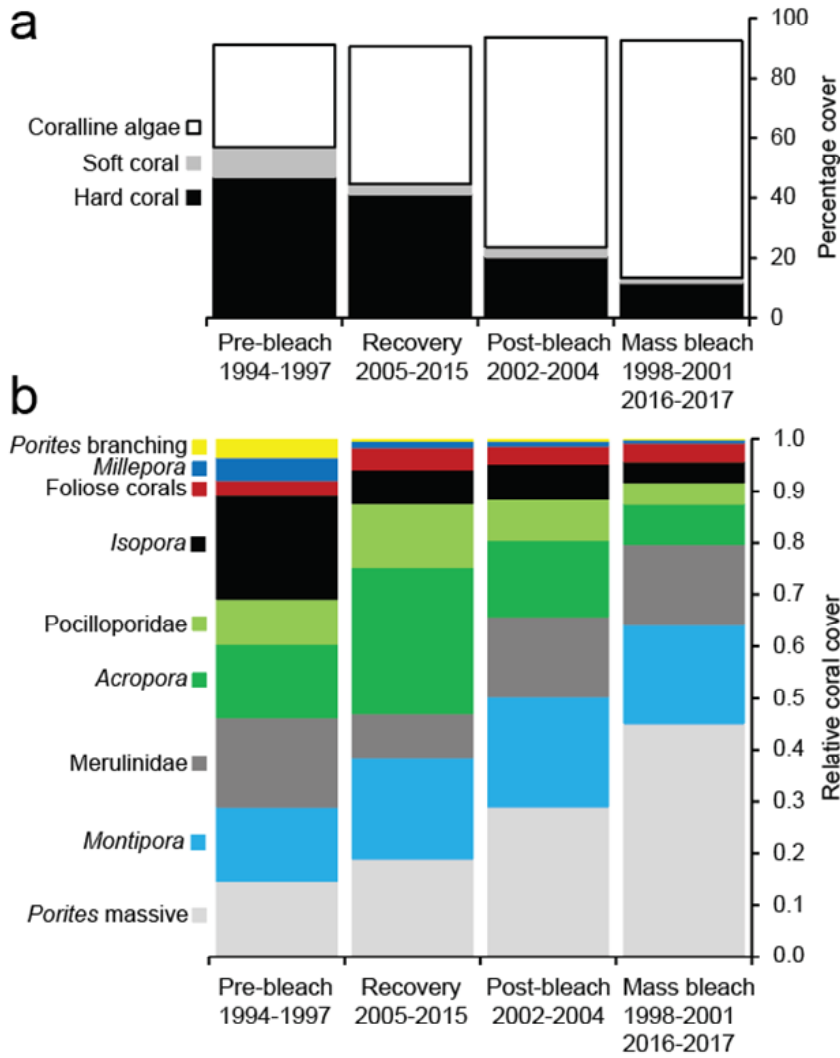 a
100
80
60
40
20
0
Percentage cover
Coralline algae
Soft coral
Hard coral
Pre-bleach
1994-1997
Recovery
2005-2015
Post-bleach
2002-2004
Mass bleach
1998-2001
2016-2017
b
Porites branching
Millepora
Foliose corals
Isopora
Pocilloporidae
Acropora
Merulinidae
Montipora
Porites massive
1.0
0.9
0.8
0.7
0.6
0.5
0.4
0.3
0.2
0.1
0.0
Relative coral cover
Pre-bleach
1994-1997
Recovery
2005-2015
Post-bleach
2002-2004
Mass bleach
1998-2001
2016-2017